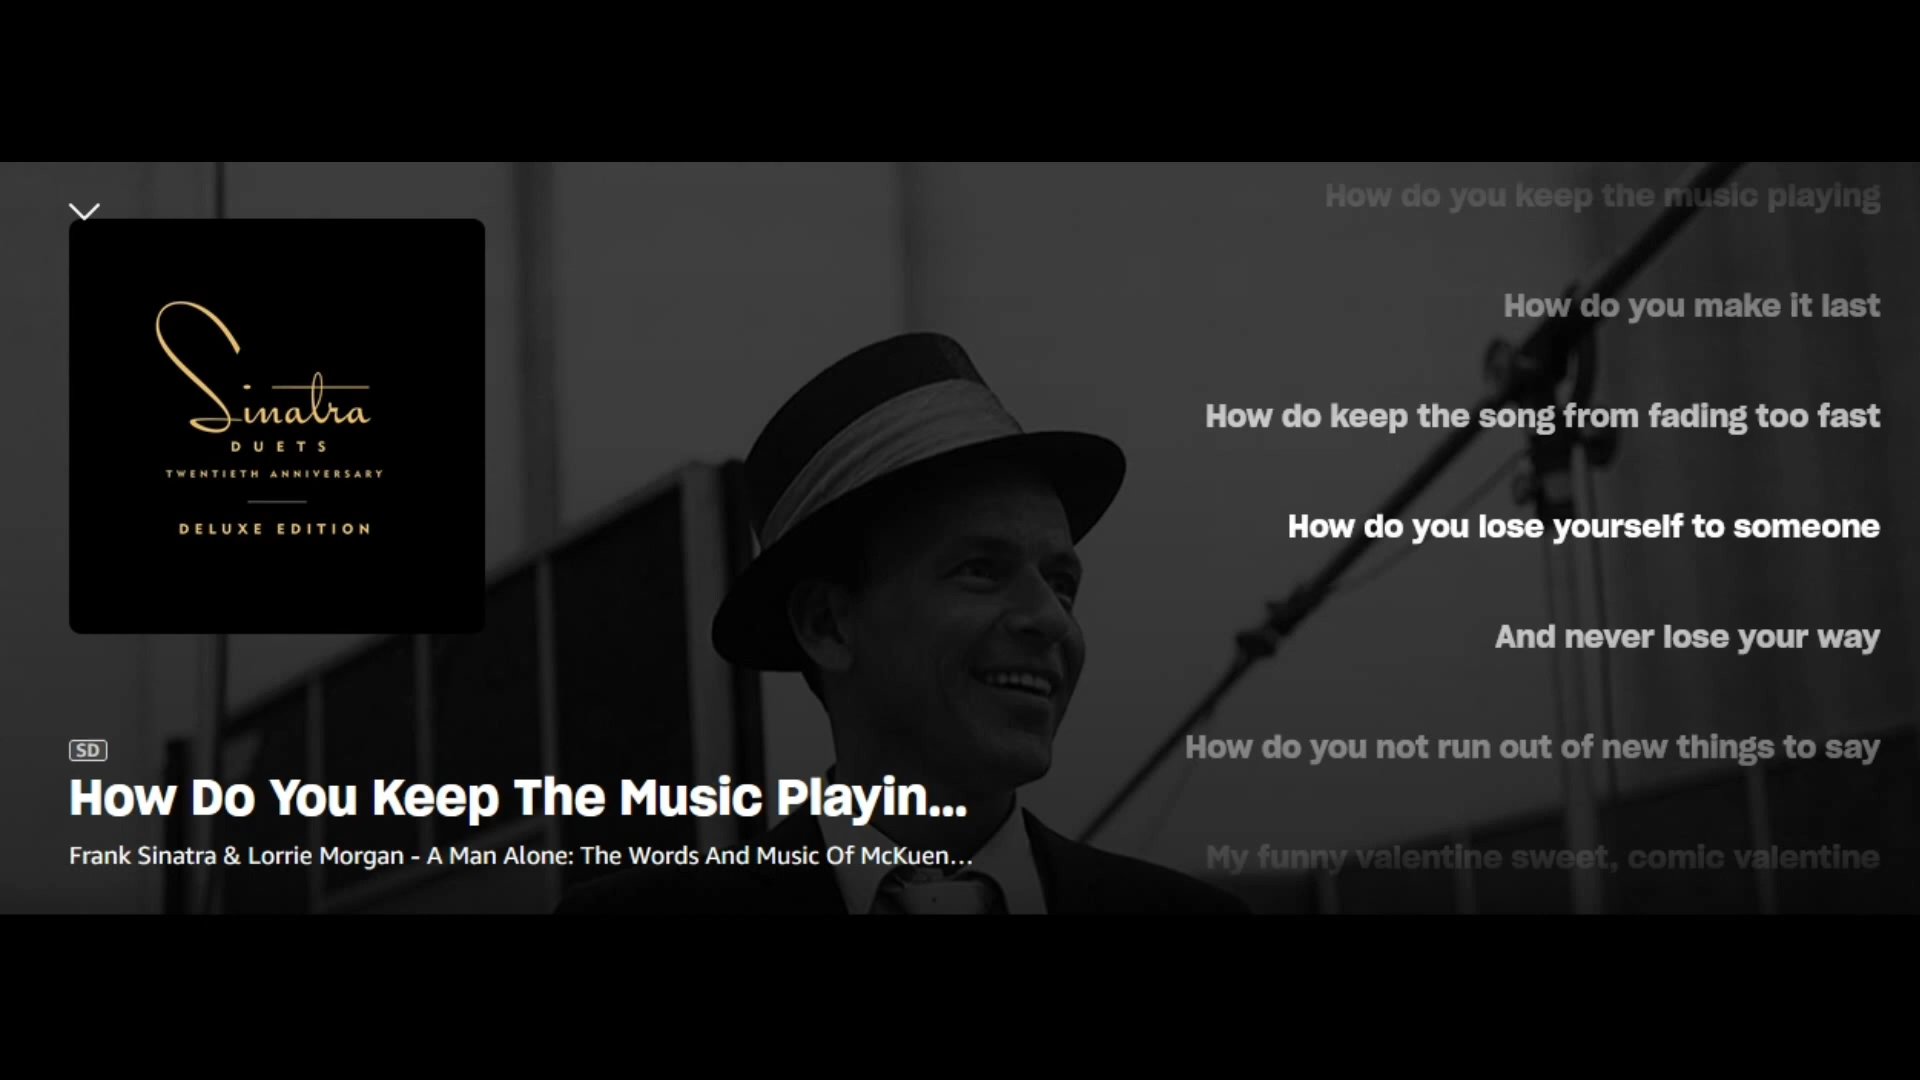 Sinatra
DUETS
TWENTIETH ANNIVERSARY
DELUXE EDITION
SD
How Do You Keep The Music Playin...
Frank Sinatra & Lorrie Morgan - A Man Alone: The Words And Music Of McKuen...
How do you keep the music playing
How do you make it last
How do keep the song from fading too fast
How do you lose yourself to someone
And never lose your way
How do you not run out of new things to say
My funny valentine sweet, comic valentine